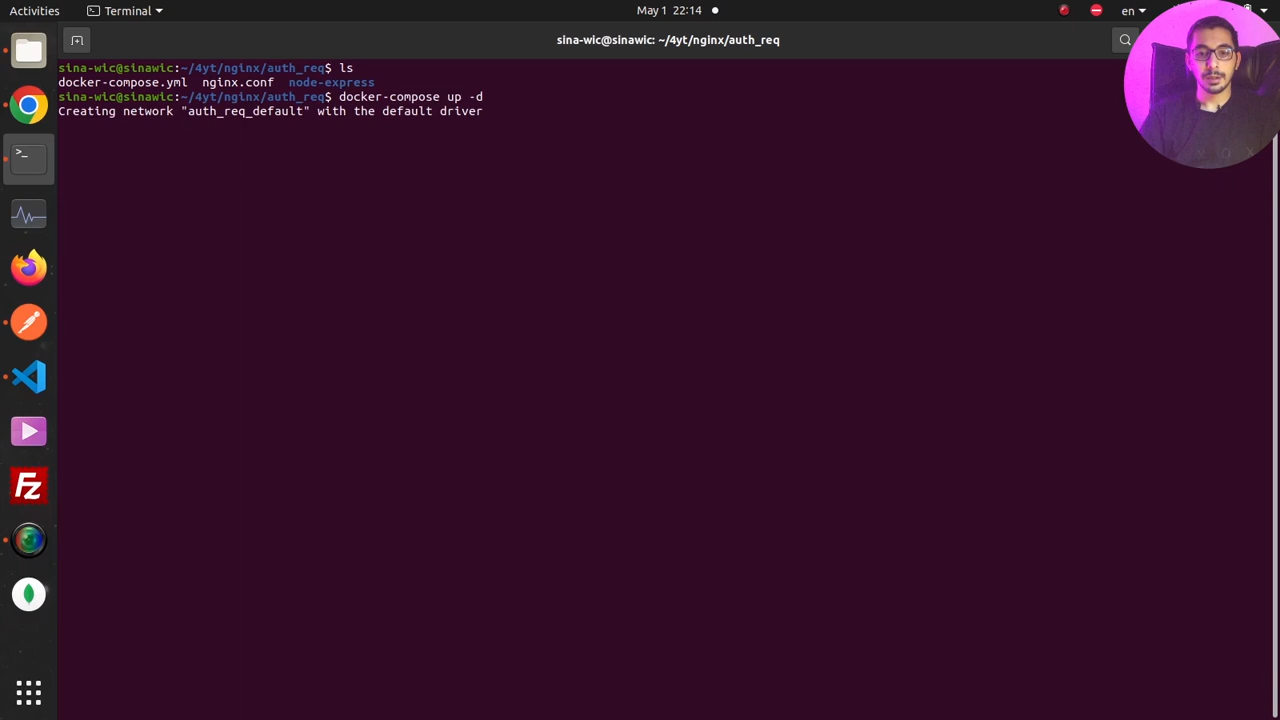 Activities
Terminal
May 1 22:14
en
sina-wic@sinawic: ~/4yt/nginx/auth_req
sina-wic@sinawic:~/4yt/nginx/auth_req$ ls
docker-compose.yml nginx.conf node-express
sina-wic@sinawic:~/4yt/nginx/auth_req$ docker-compose up -d
Creating network "auth_req_default" with the default driver
>_
Fz